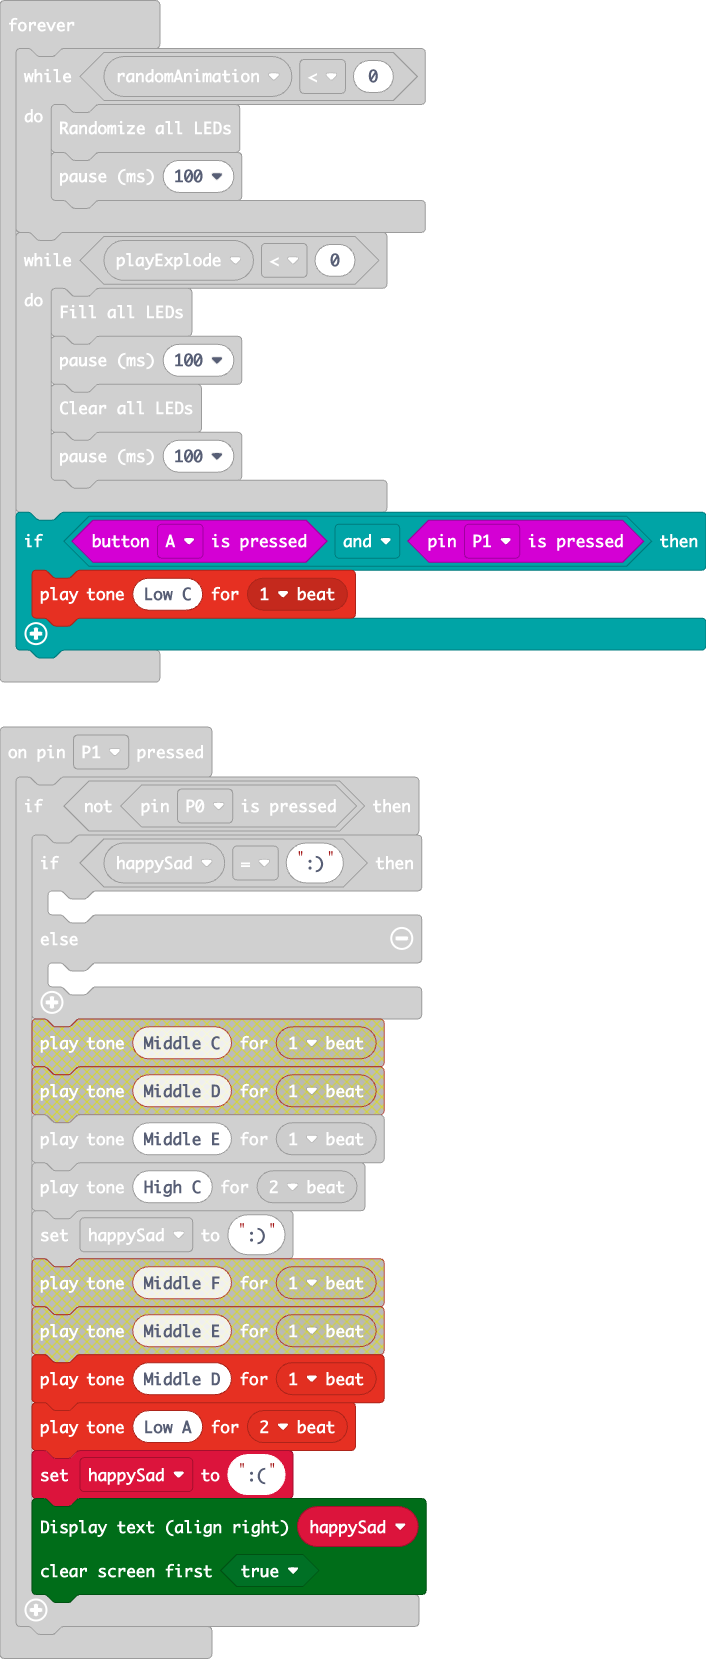 forever
while randomAnimation < 0
do
Randomize all LEDs
pause (ms) 100
while playExplode < 0
do
Fill all LEDs
pause (ms) 100
Clear all LEDs
pause (ms) 100
if button A is pressed and pin P1 is pressed then
play tone Low C for 1 beat
on pin P1 pressed
if not pin P0 is pressed then
if happySad = ":)" then
else
play tone Middle C for 1 beat
play tone Middle D for 1 beat
play tone Middle E for 1 beat
play tone High C for 2 beat
set happySad to ":)"
play tone Middle F for 1 beat
play tone Middle E for 1 beat
play tone Middle D for 1 beat
play tone Low A for 2 beat
set happySad to ":("
Display text (align right) happySad
clear screen first true